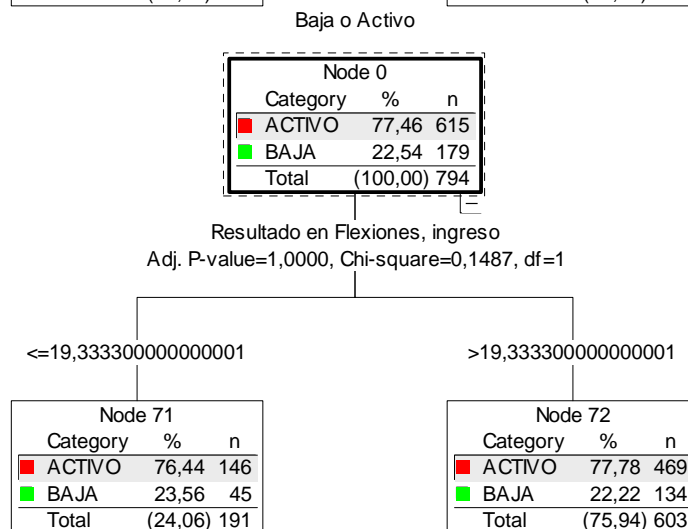 Baja o Activo
Node 0
Category % n
ACTIVO 77,46 615
BAJA 22,54 179
Total (100,00) 794
Resultado en Flexiones, ingreso
Adj. P-value=1,0000, Chi-square=0,1487, df=1
<=19,333300000000001
>19,333300000000001
Node 71
Category % n
ACTIVO 76,44 146
BAJA 23,56 45
Total (24,06) 191
Node 72
Category % n
ACTIVO 77,78 469
BAJA 22,22 134
Total (75,94) 603